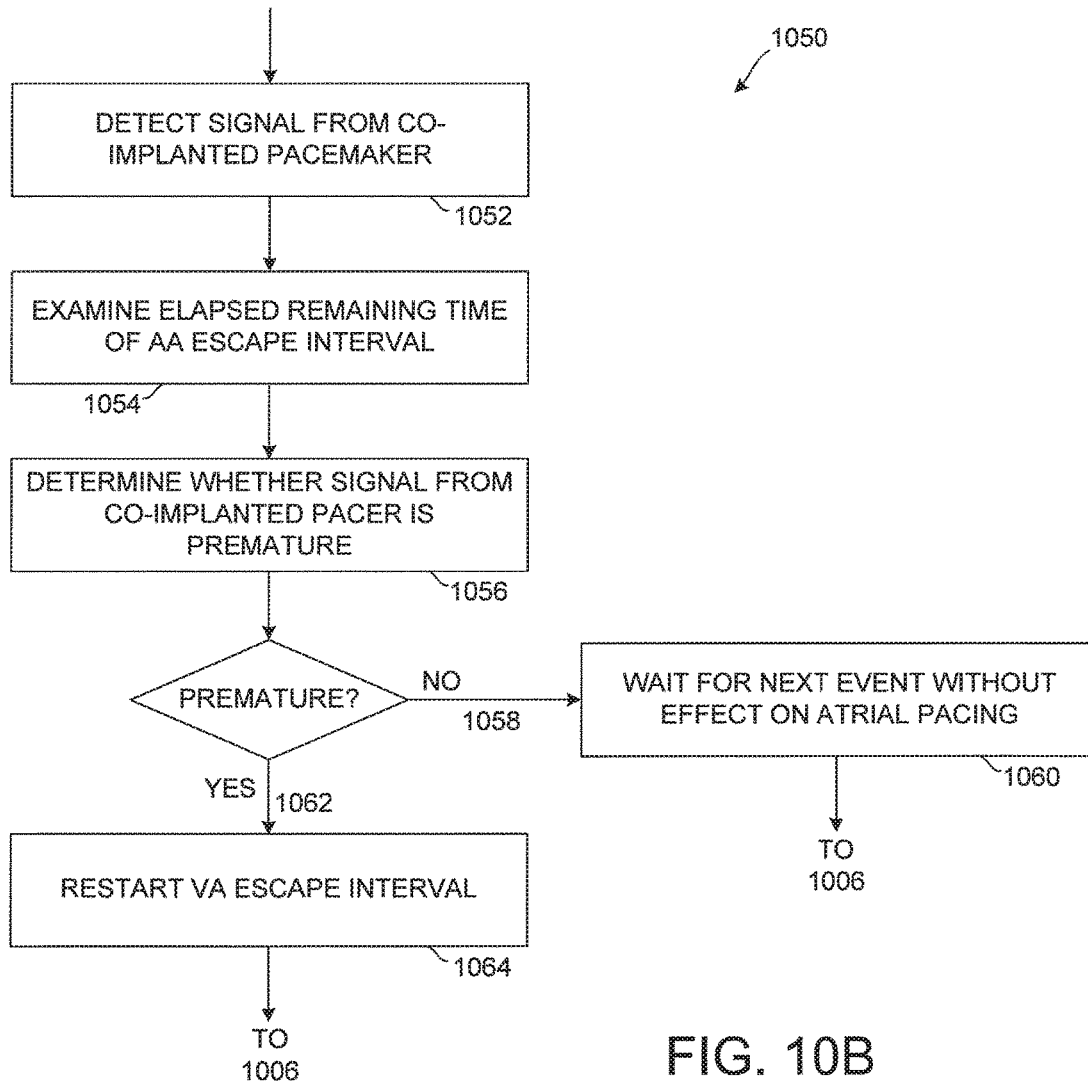 1050
DETECT SIGNAL FROM CO-
IMPLANTED PACEMAKER
1052
EXAMINE ELAPSED REMAINING TIME
OF AA ESCAPE INTERVAL
1054
DETERMINE WHETHER SIGNAL FROM
CO-IMPLANTED PACER IS
PREMATURE
1056
PREMATURE?
NO
1058
WAIT FOR NEXT EVENT WITHOUT
EFFECT ON ATRIAL PACING
1060
TO
1006
YES
1062
RESTART VA ESCAPE INTERVAL
1064
TO
1006
FIG. 10B